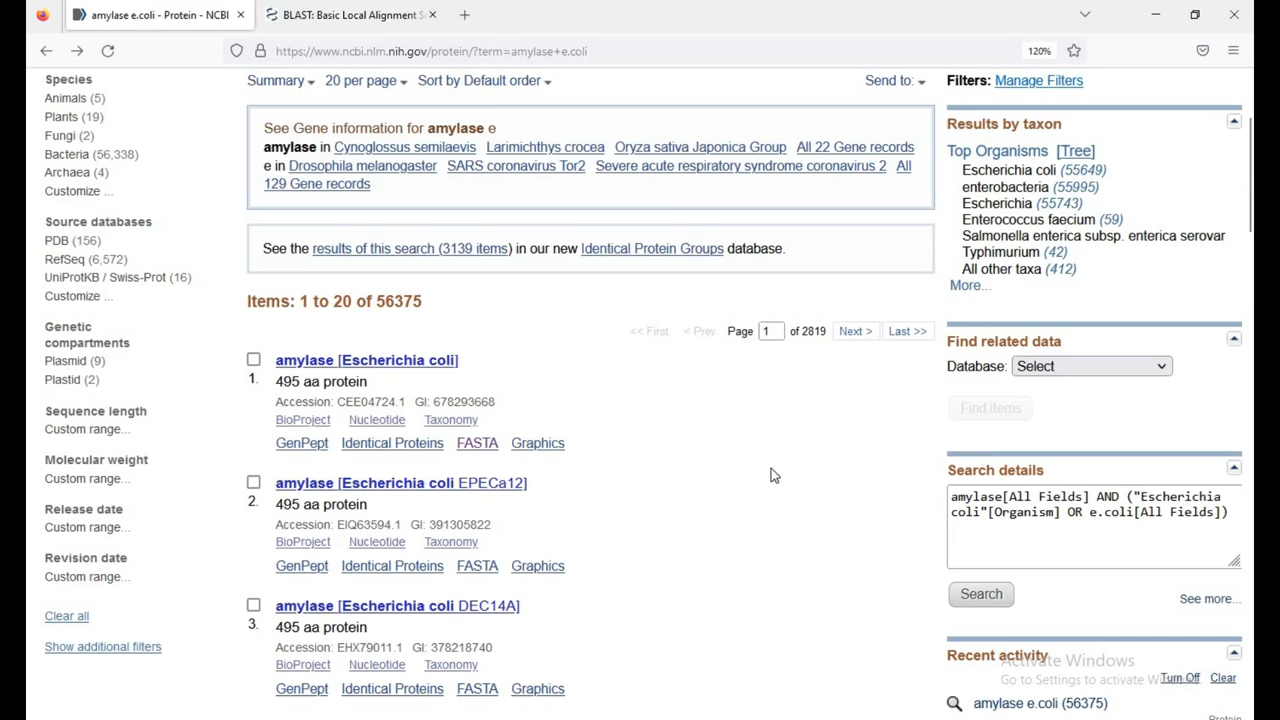 amylase e.coli - Protein - NCBI
BLAST: Basic Local Alignment S
https://www.ncbi.nlm.nih.gov/protein/?term=amylase+e.coli
120%
Species
Animals (5)
Plants (19)
Fungi (2)
Bacteria (56,338)
Archaea (4)
Customize ...
Source databases
PDB (156)
RefSeq (6,572)
UniProtKB / Swiss-Prot (16)
Customize ...
Genetic
compartments
Plasmid (9)
Plastid (2)
Sequence length
Custom range...
Molecular weight
Custom range...
Release date
Custom range...
Revision date
Custom range...
Clear all
Show additional filters
Summary 20 per page Sort by Default order
Send to:
See Gene information for amylase e
amylase in Cynoglossus semilaevis Larimichthys crocea Oryza sativa Japonica Group All 22 Gene records
e in Drosophila melanogaster SARS coronavirus Tor2 Severe acute respiratory syndrome coronavirus 2 All
129 Gene records
See the results of this search (3139 items) in our new Identical Protein Groups database.
Items: 1 to 20 of 56375
<< First < Prev Page 1 of 2819 Next > Last >>
amylase [Escherichia coli]
1. 495 aa protein
Accession: CEE04724.1 GI: 678293668
BioProject Nucleotide Taxonomy
GenPept Identical Proteins FASTA Graphics
amylase [Escherichia coli EPECa12]
2. 495 aa protein
Accession: EIQ63594.1 GI: 391305822
BioProject Nucleotide Taxonomy
GenPept Identical Proteins FASTA Graphics
amylase [Escherichia coli DEC14A]
3. 495 aa protein
Accession: EHX79011.1 GI: 378218740
BioProject Nucleotide Taxonomy
GenPept Identical Proteins FASTA Graphics
Filters: Manage Filters
Results by taxon
Top Organisms [Tree]
Escherichia coli (55649)
enterobacteria (55995)
Escherichia (55743)
Enterococcus faecium (59)
Salmonella enterica subsp. enterica serovar
Typhimurium (42)
All other taxa (412)
More...
Find related data
Database: Select
Find items
Search details
amylase[All Fields] AND ("Escherichia
coli"[Organism] OR e.coli[All Fields])
Search
See more...
Recent activity
Activate Windows
Go to Settings to activate W
Turn Off Clear
amylase e.coli (56375)
Protein